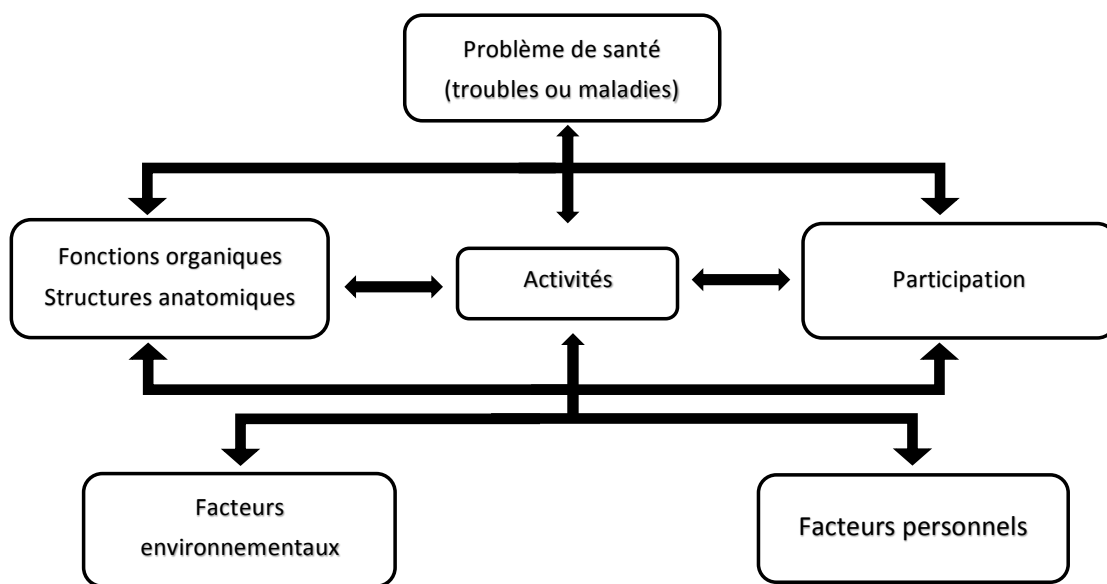 Problème de santé
(troubles ou maladies)
Fonctions organiques
Structures anatomiques
Activités
Participation
Facteurs
environnementaux
Facteurs personnels